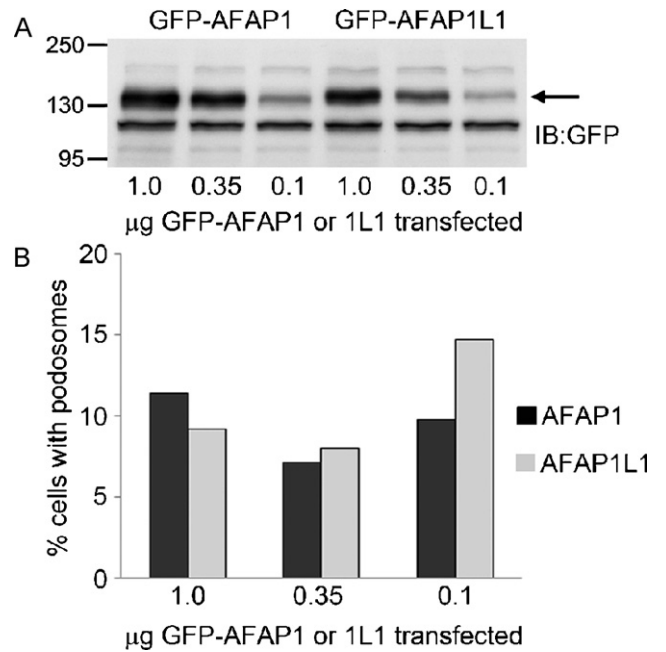 A
GFP-AFAP1 GFP-AFAP1L1
250
130
95
IB:GFP
1.0 0.35 0.1 1.0 0.35 0.1
μg GFP-AFAP1 or 1L1 transfected
B
% cells with podosomes
20
15
10
5
0
AFAP1
AFAP1L1
1.0 0.35 0.1
μg GFP-AFAP1 or 1L1 transfected